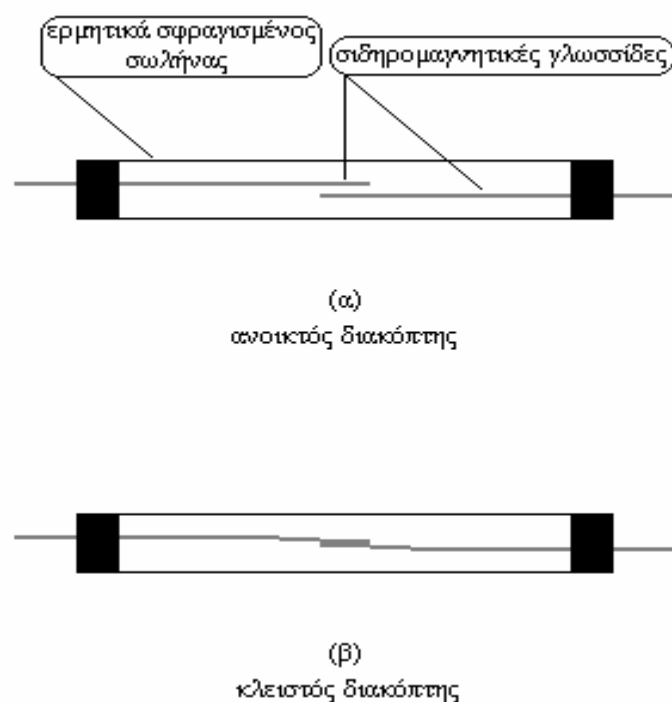 ερμητικά σφραγισμένος
σωλήνας
σιδηρομαγνητικές γλωσσίδες
(α)
ανοικτός διακόπτης
(β)
κλειστός διακόπτης